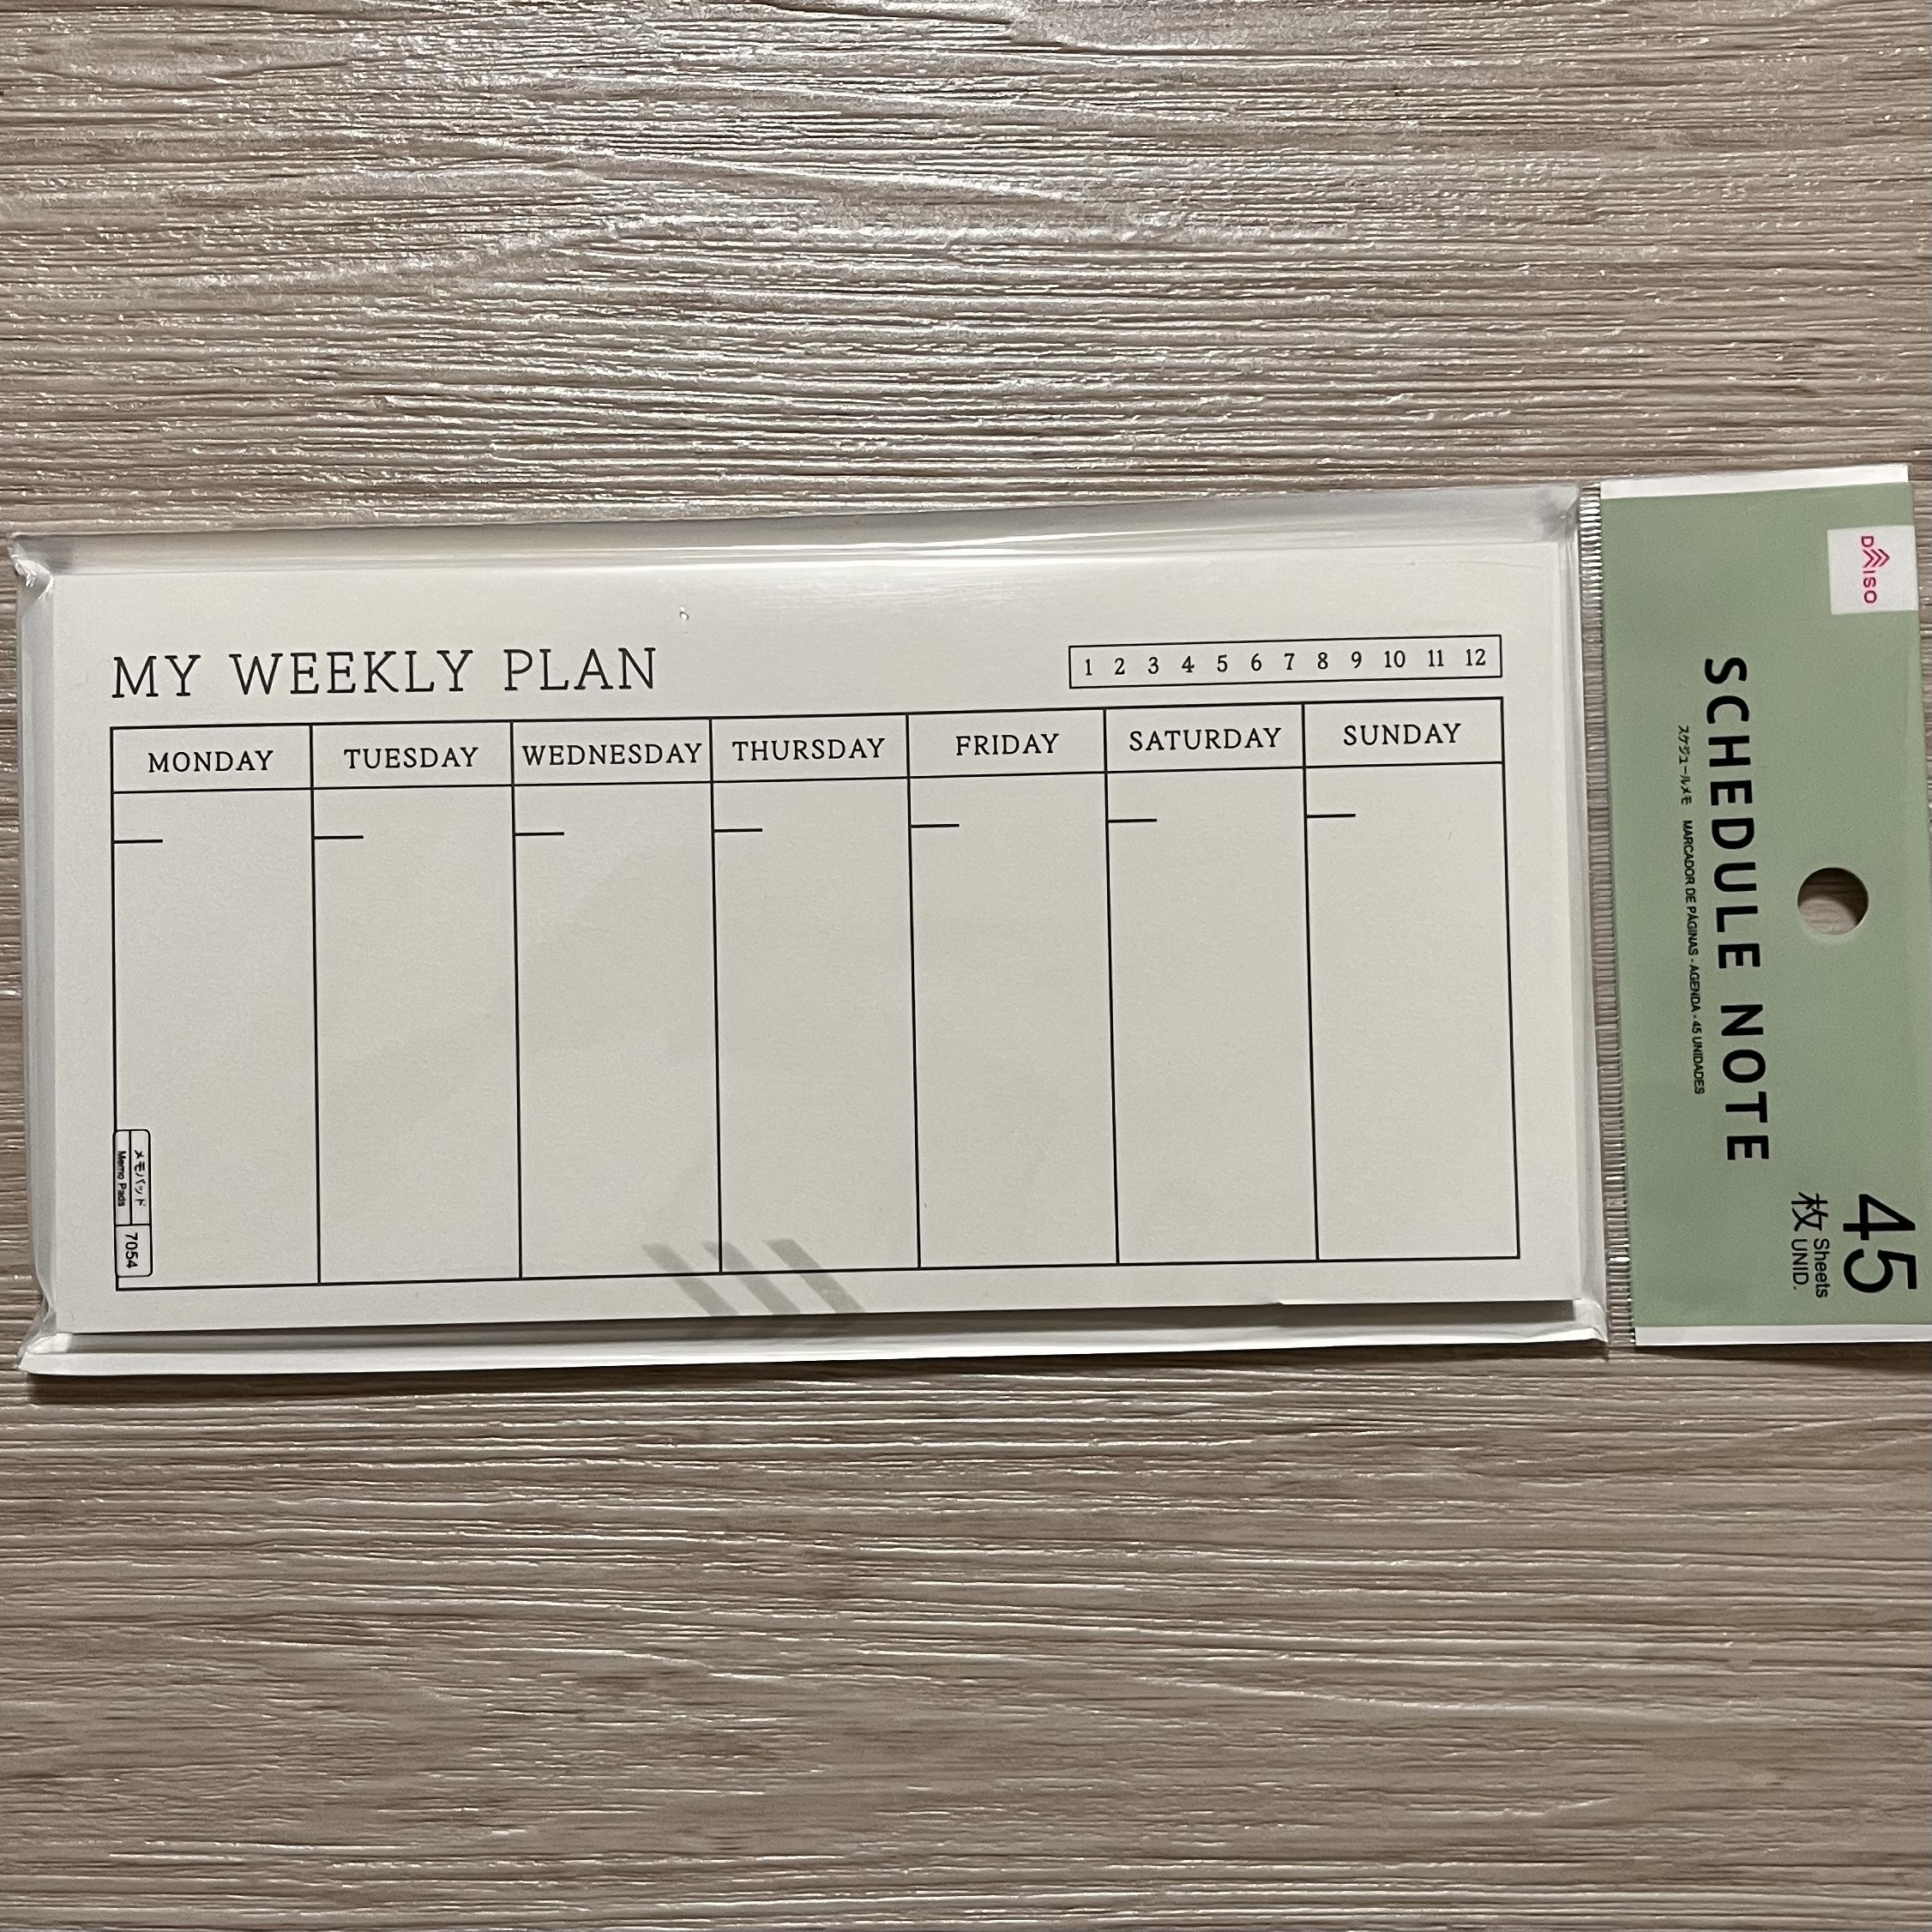 MY WEEKLY PLAN
1 2 3 4 5 6 7 8 9 10 11 12
MONDAY TUESDAY WEDNESDAY THURSDAY FRIDAY SATURDAY SUNDAY
メモパッド
Memo Pads
7054
DAISO
SCHEDULE NOTE
スケジュールメモ MARCADOR DE PÁGINAS - AGENDA - 45 UNIDADES
45
枚 Sheets
UNID.